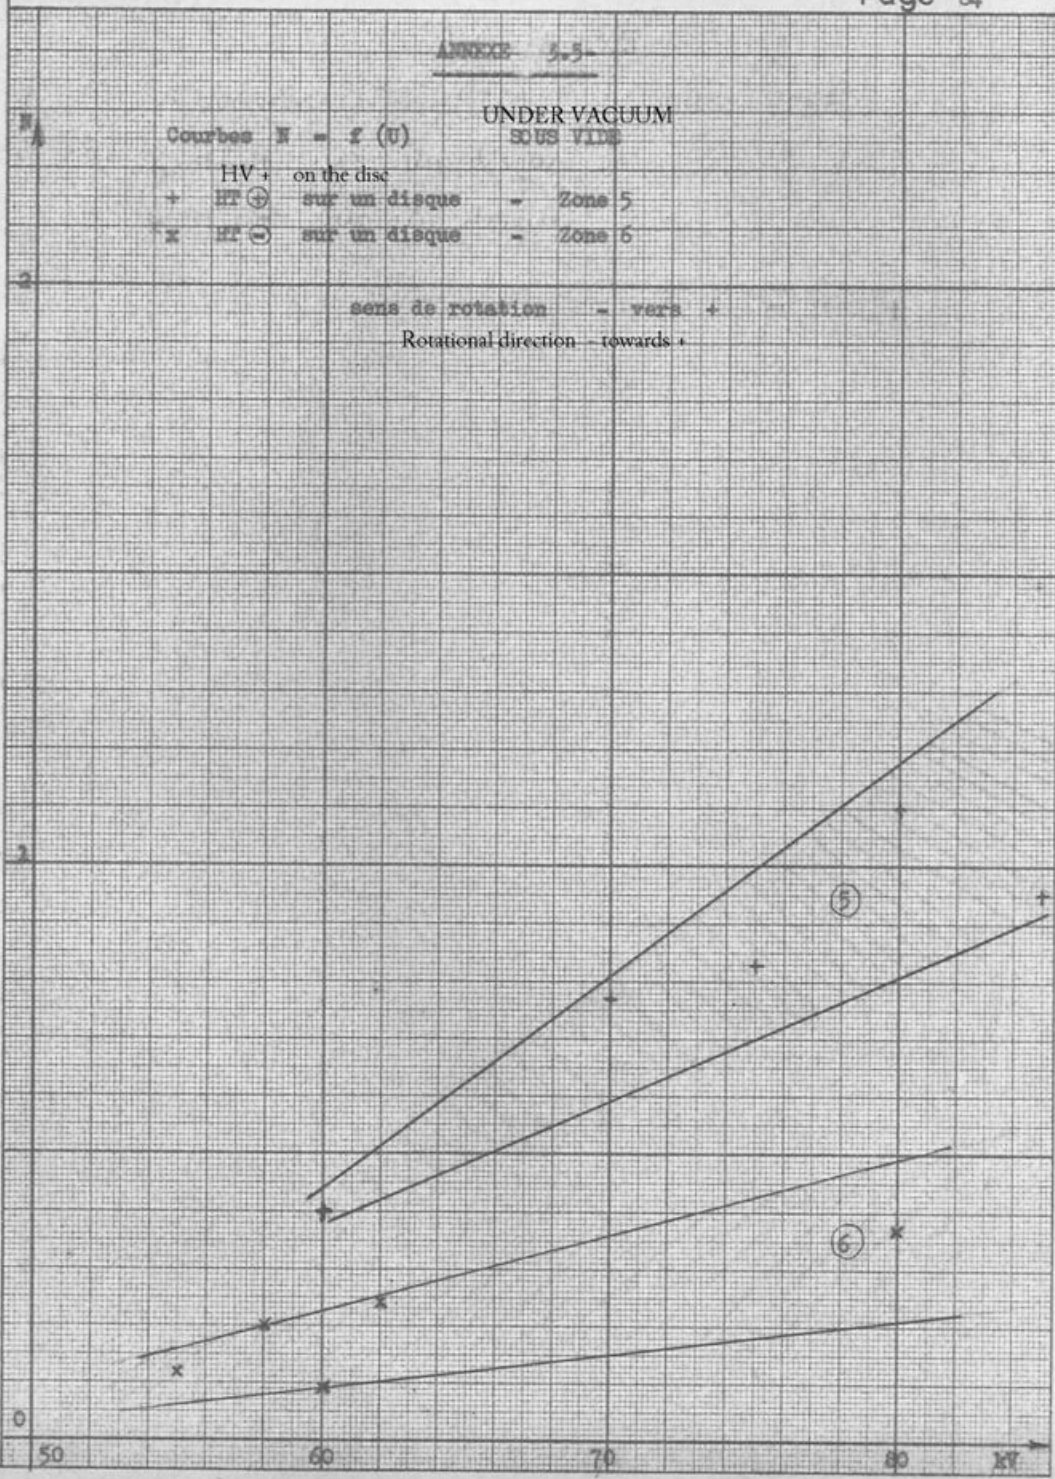 Page 84
ANNEXE 5.5-
N
UNDER VACUUM
Courbes N - f (U) SOUS VIDE
HV + on the disc
+ HT ⊕ sur un disque - Zone 5
x HT ⊖ sur un disque - Zone 6
2
sens de rotation - vers +
Rotational direction - towards +
1
5
6
0
50 60 70 80 KV